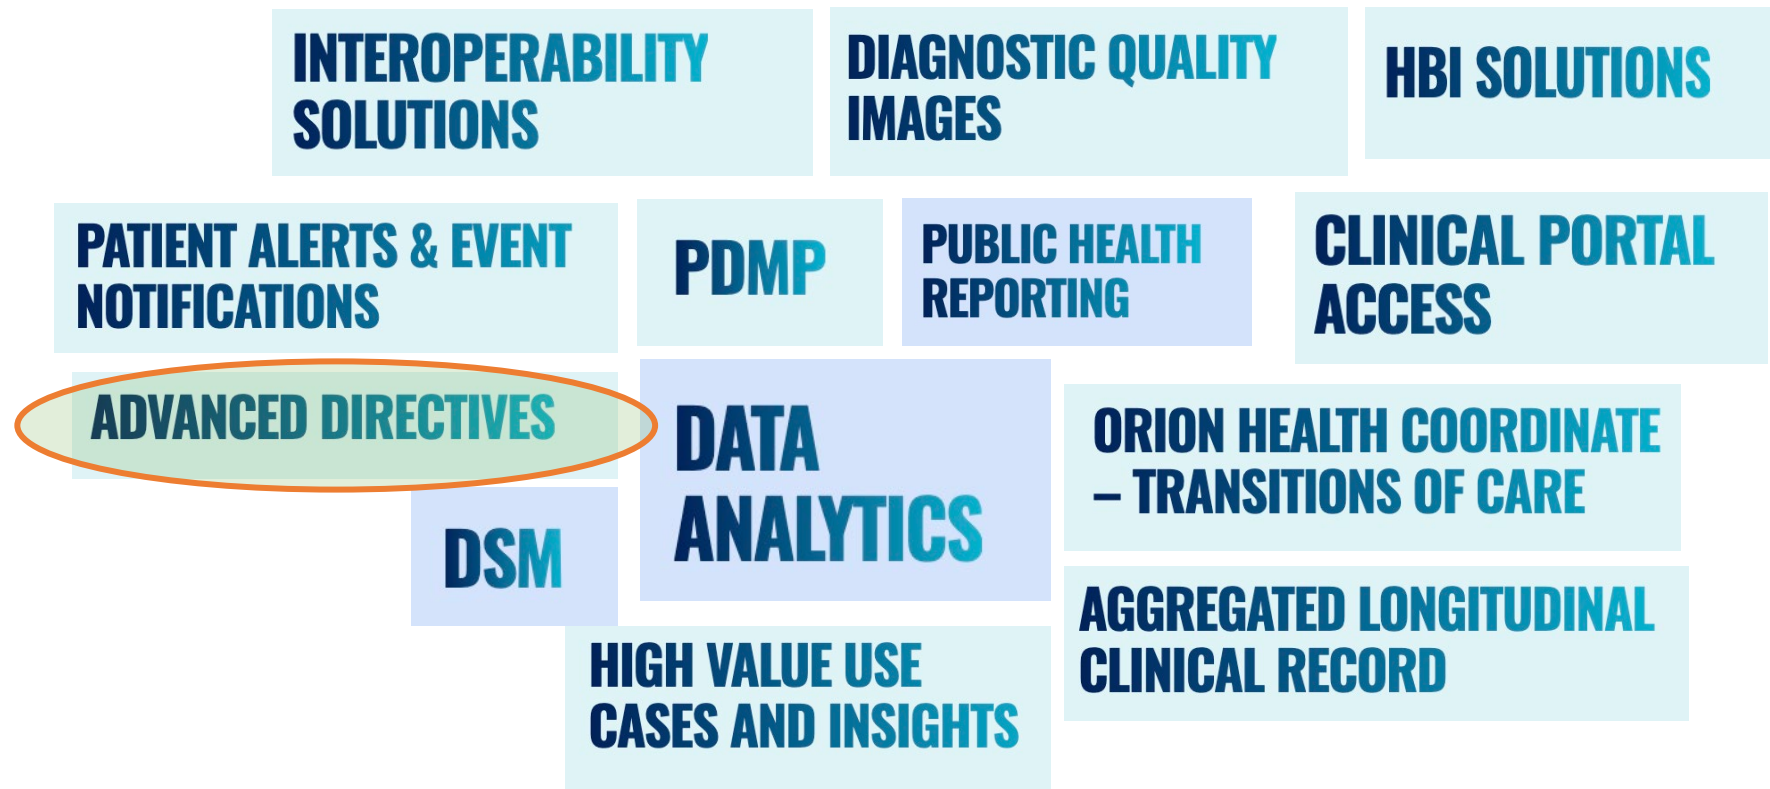 INTEROPERABILITY
SOLUTIONS
DIAGNOSTIC QUALITY
IMAGES
HBI SOLUTIONS
PATIENT ALERTS & EVENT
NOTIFICATIONS
PDMP
PUBLIC HEALTH
REPORTING
CLINICAL PORTAL
ACCESS
ADVANCED DIRECTIVES
DATA
ANALYTICS
ORION HEALTH COORDINATE
– TRANSITIONS OF CARE
DSM
AGGREGATED LONGITUDINAL
CLINICAL RECORD
HIGH VALUE USE
CASES AND INSIGHTS